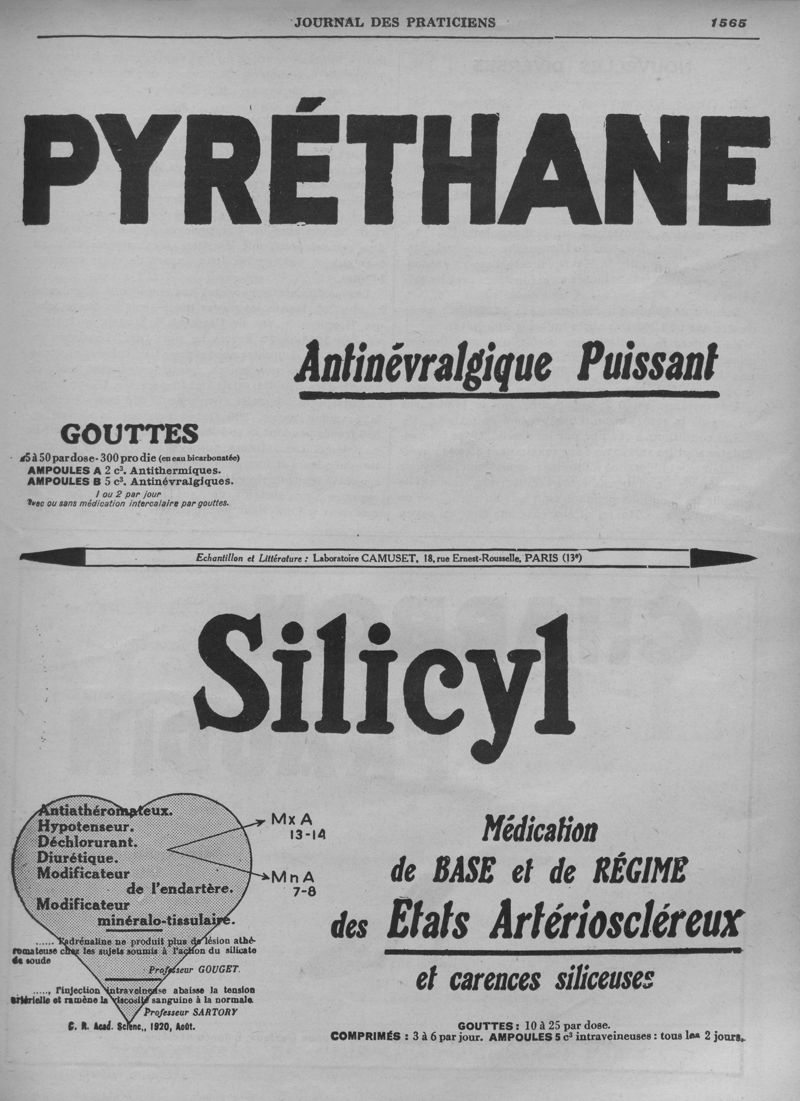 JOURNAL DES PRATICIENS 1565
PYRÉTHANE
Antinévralgique Puissant
GOUTTES
25 à 50 par dose - 300 pro die (en eau bicarbonatée)
AMPOULES A 2 c³. Antithermiques.
AMPOULES B 5 c³. Antinévralgiques.
1 ou 2 par jour
avec ou sans médication intercalaire par gouttes.
Echantillon et Littérature : Laboratoire CAMUSET, 18, rue Ernest-Rousselle, PARIS (13ᵉ)
Silicyl
Antiathéromateux.
Hypotenseur.
Déchlorurant.
Diurétique.
Modificateur
de l'endartère.
Modificateur
minéralo-tissulaire.
...... L'adrénaline ne produit plus de lésion athé-
romateuse chez les sujets soumis à l'action du silicate
de soude
Professeur GOUGET.
....., l'injection intraveineuse abaisse la tension
artérielle et ramène la viscosité sanguine à la normale.
Professeur SARTORY
C. R. Acad. Scienc., 1920, Août.
MxA
13-14
MnA
7-8
Médication
de BASE et de RÉGIME
des Etats Artérioscléreux
et carences siliceuses
GOUTTES : 10 à 25 par dose.
COMPRIMÉS : 3 à 6 par jour. AMPOULES 5 c³ intraveineuses : tous les 2 jours.